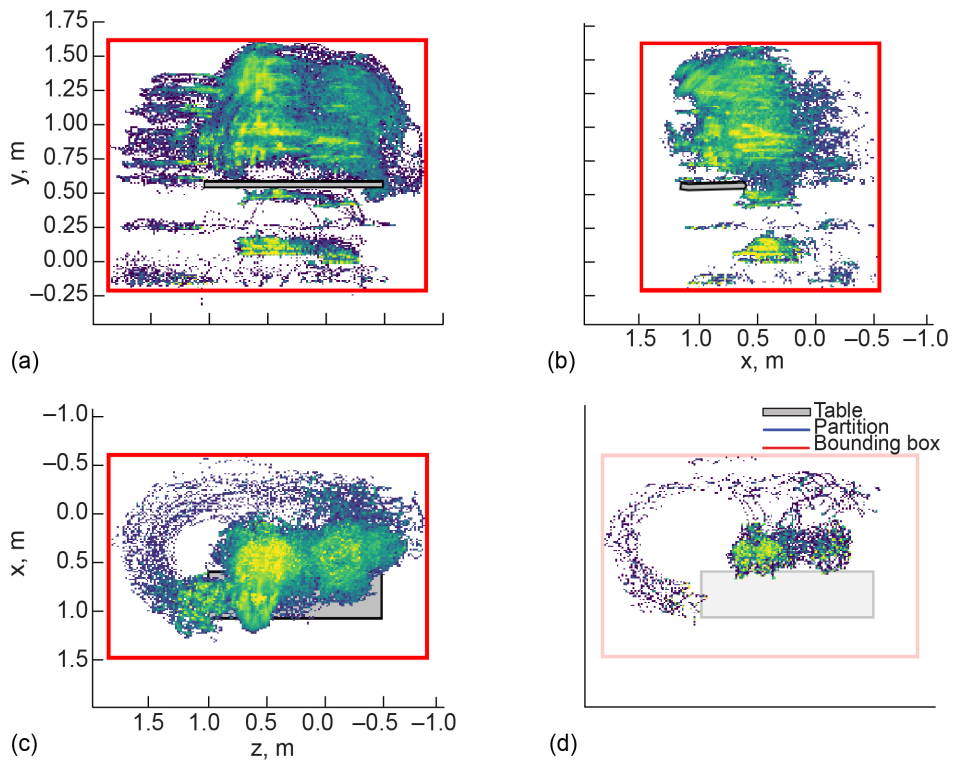 1.75
1.50
1.25
1.00
0.75
0.50
0.25
0.00
–0.25
y, m
(a)
1.5 1.0 0.5 0.0 –0.5 –1.0
x, m
(b)
–1.0
–0.5
0.0
0.5
1.0
1.5
x, m
1.5 1.0 0.5 0.0 –0.5 –1.0
z, m
(c)
Table
Partition
Bounding box
(d)